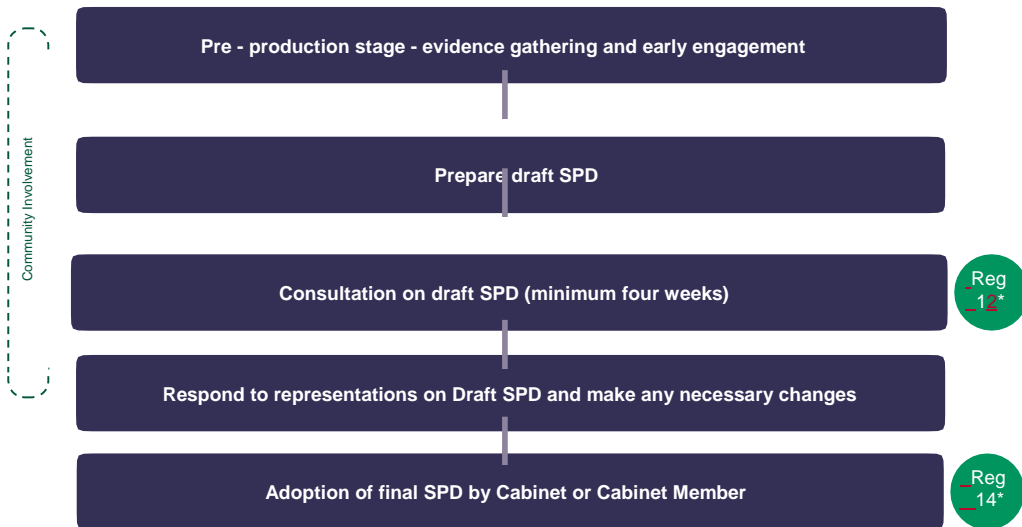 Pre - production stage - evidence gathering and early engagement
Community Involvement
Prepare draft SPD
Consultation on draft SPD (minimum four weeks)
Reg
12*
Respond to representations on Draft SPD and make any necessary changes
Adoption of final SPD by Cabinet or Cabinet Member
Reg
14*